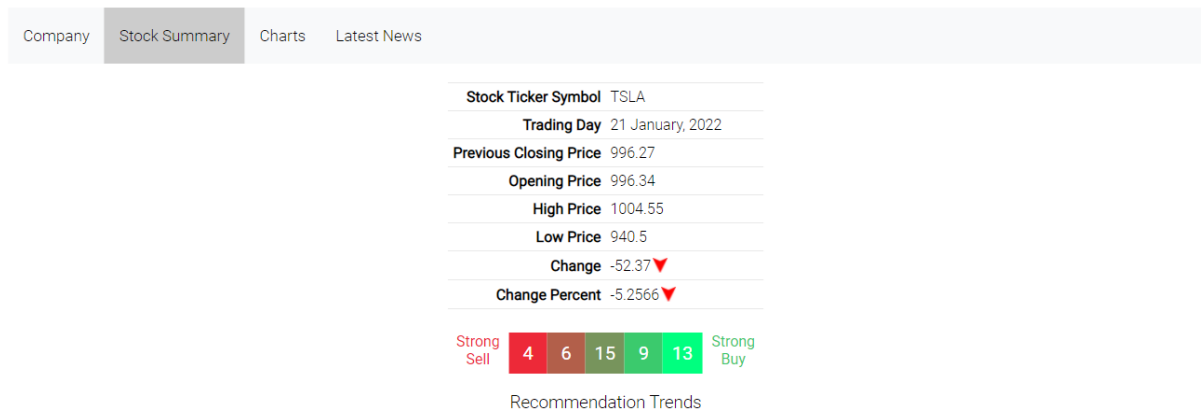 Company Stock Summary Charts Latest News
Stock Ticker Symbol TSLA
Trading Day 21 January, 2022
Previous Closing Price 996.27
Opening Price 996.34
High Price 1004.55
Low Price 940.5
Change -52.37
Change Percent -5.2566
Strong Sell 4 6 15 9 13 Strong Buy
Recommendation Trends